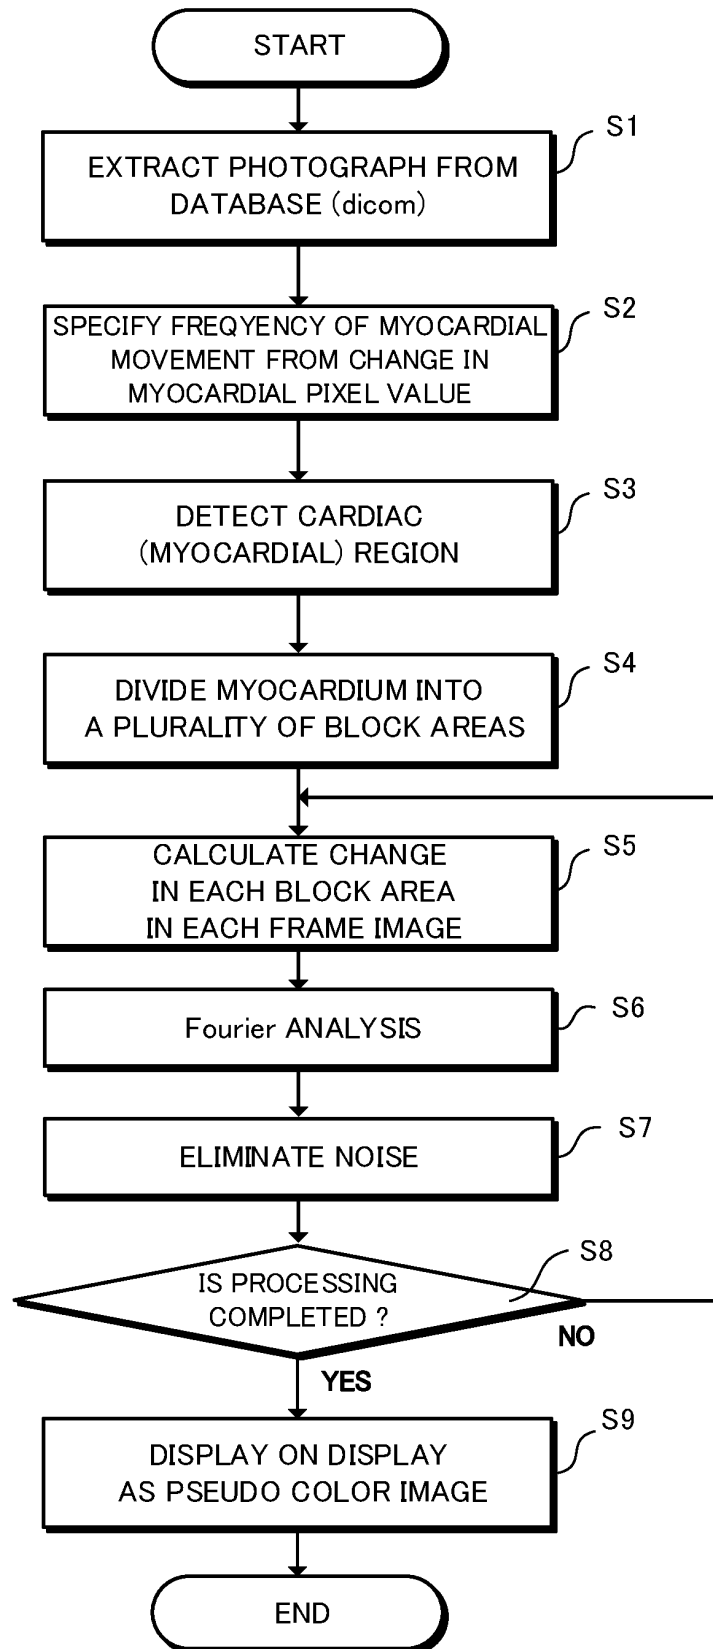 START
S1
EXTRACT PHOTOGRAPH FROM
DATABASE (dicom)
S2
SPECIFY FREQYENCY OF MYOCARDIAL
MOVEMENT FROM CHANGE IN
MYOCARDIAL PIXEL VALUE
S3
DETECT CARDIAC
(MYOCARDIAL) REGION
S4
DIVIDE MYOCARDIUM INTO
A PLURALITY OF BLOCK AREAS
S5
CALCULATE CHANGE
IN EACH BLOCK AREA
IN EACH FRAME IMAGE
S6
Fourier ANALYSIS
S7
ELIMINATE NOISE
S8
IS PROCESSING
COMPLETED ?
NO
YES
S9
DISPLAY ON DISPLAY
AS PSEUDO COLOR IMAGE
END